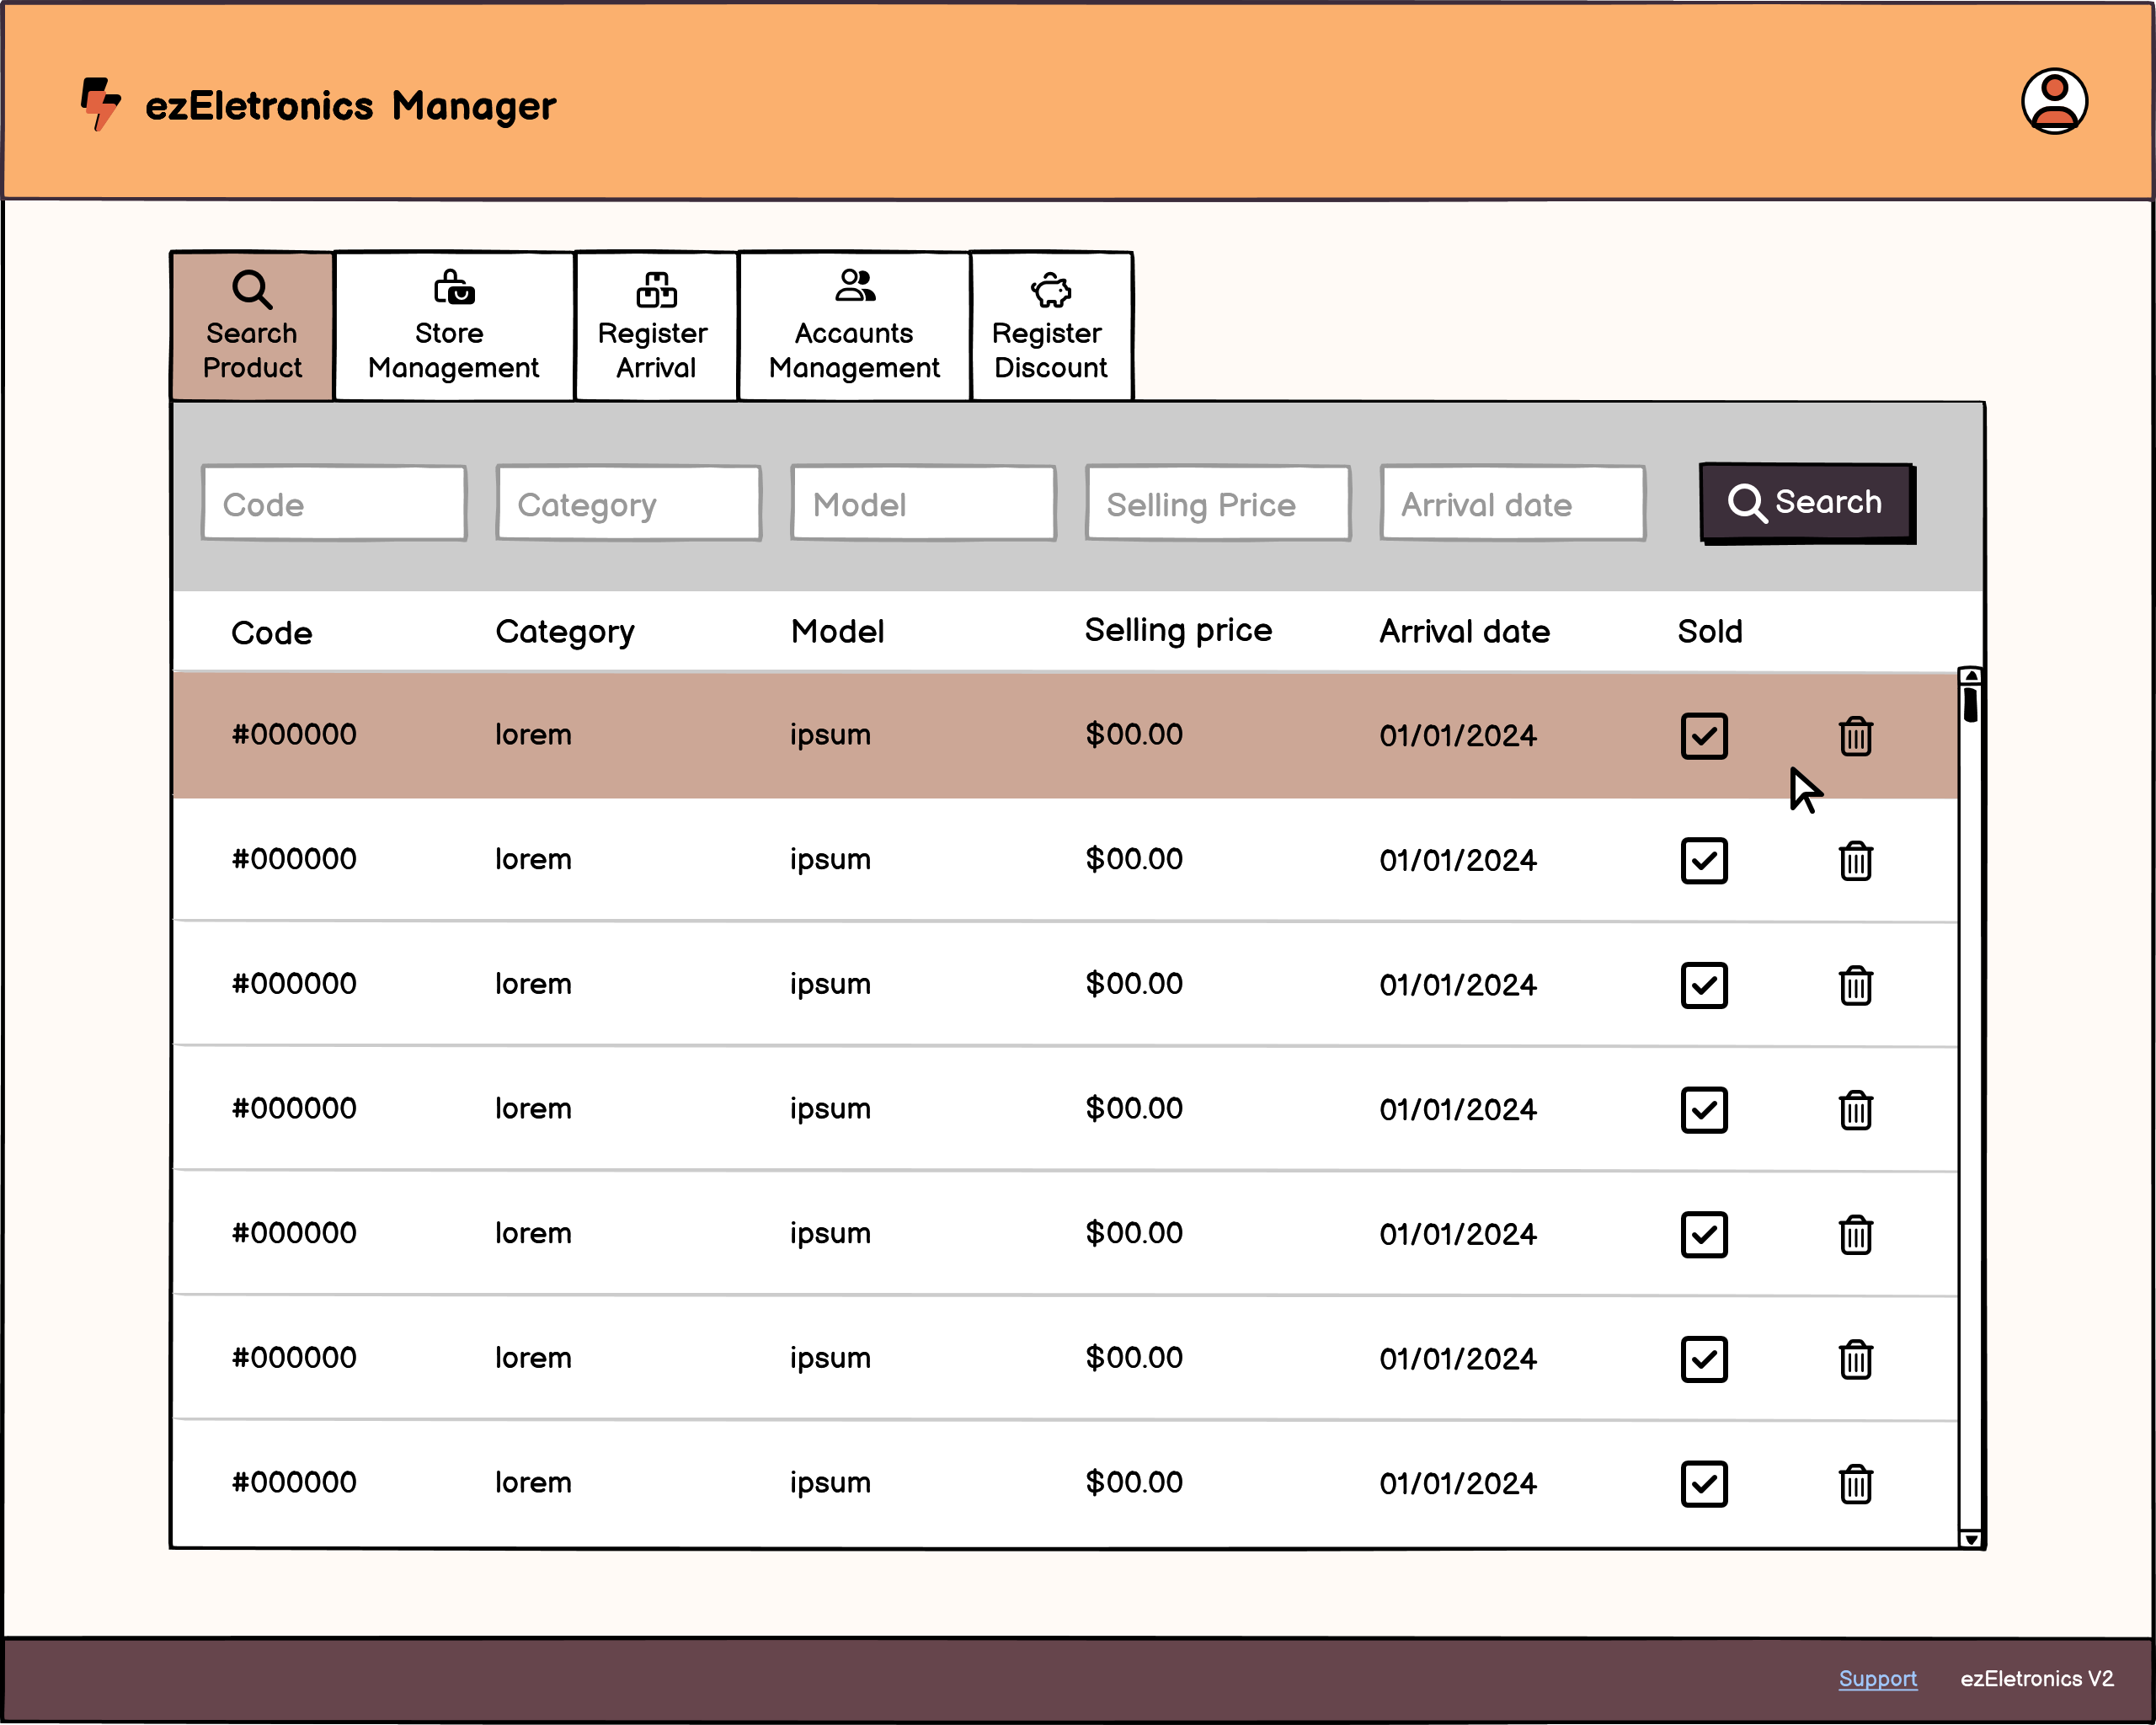 ezEletronics Manager
Search
Product
Store
Management
Register
Arrival
Accaunts
Management
Register
Discount
Code
Category
Model
Selling Price
Arrival date
Search
Code Category Model Selling price Arrival date Sold
#000000 lorem ipsum $00.00 01/01/2024
#000000 lorem ipsum $00.00 01/01/2024
#000000 lorem ipsum $00.00 01/01/2024
#000000 lorem ipsum $00.00 01/01/2024
#000000 lorem ipsum $00.00 01/01/2024
#000000 lorem ipsum $00.00 01/01/2024
#000000 lorem ipsum $00.00 01/01/2024
Support ezEletronics V2